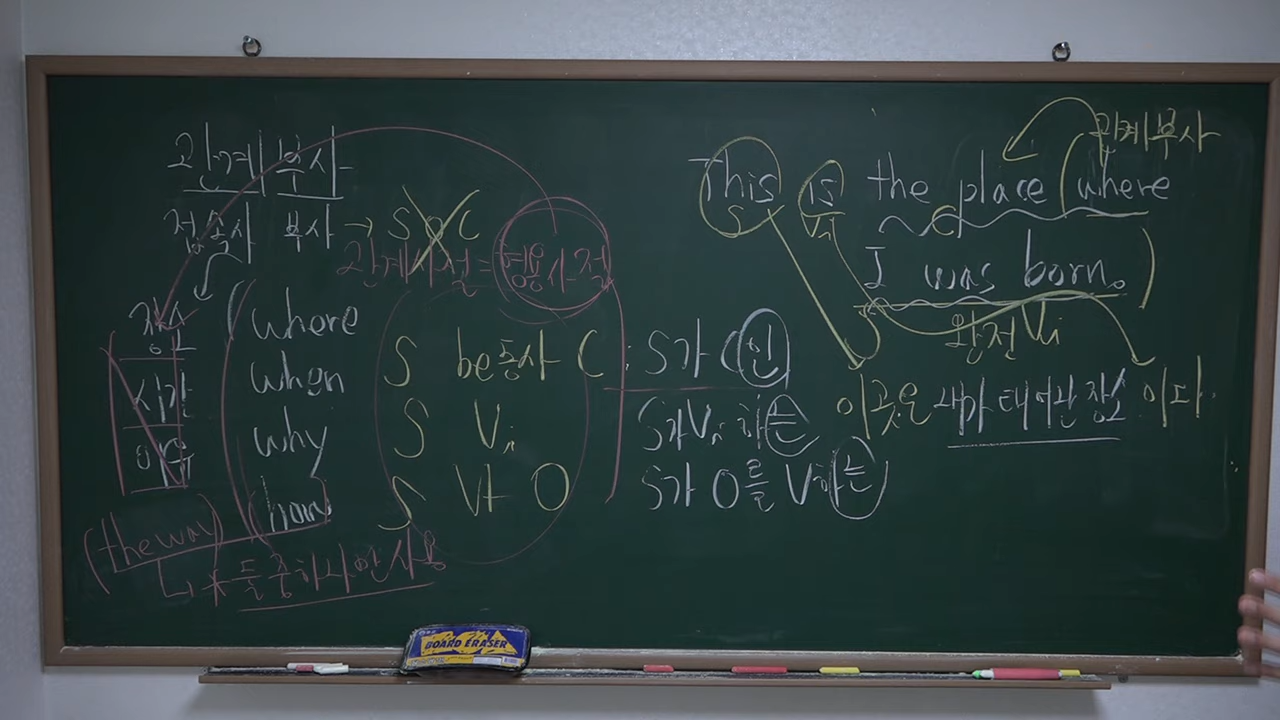 관계부사
접속사 부사 → S V C
관계사절 = 형용사절
장소
시간
이유
(the way)
where
when
why
(how)
S be동사 C : S가 C인
S Vi S가 Vi 하는
S Vt O S가 O를 V하는
↳ * 둘 중 하나만 사용
관계부사
This is the place (where
S Vi C
I was born.)
완전 Vi
이곳은 내가 태어난 장소 이다.
BOARD ERASER